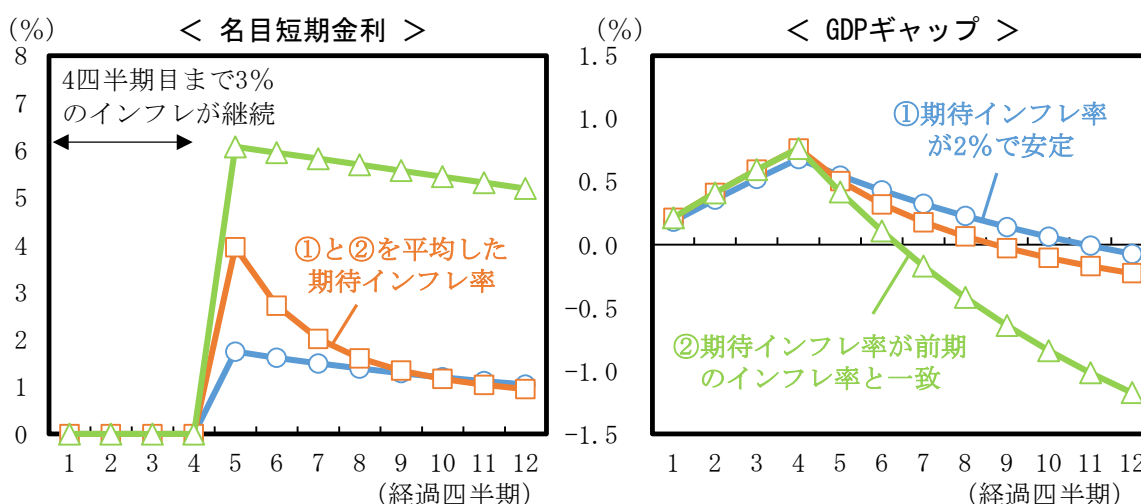 (%)
< 名目短期金利 >
8
7
6
5
4
3
2
1
0
4四半期目まで3%
のインフレが継続
①と②を平均した
期待インフレ率
1 2 3 4 5 6 7 8 9 10 11 12
(経過四半期)
(%)
< GDPギャップ >
1.5
1.0
0.5
0.0
-0.5
-1.0
-1.5
①期待インフレ率
が2%で安定
②期待インフレ率が前期
のインフレ率と一致
1 2 3 4 5 6 7 8 9 10 11 12
(経過四半期)